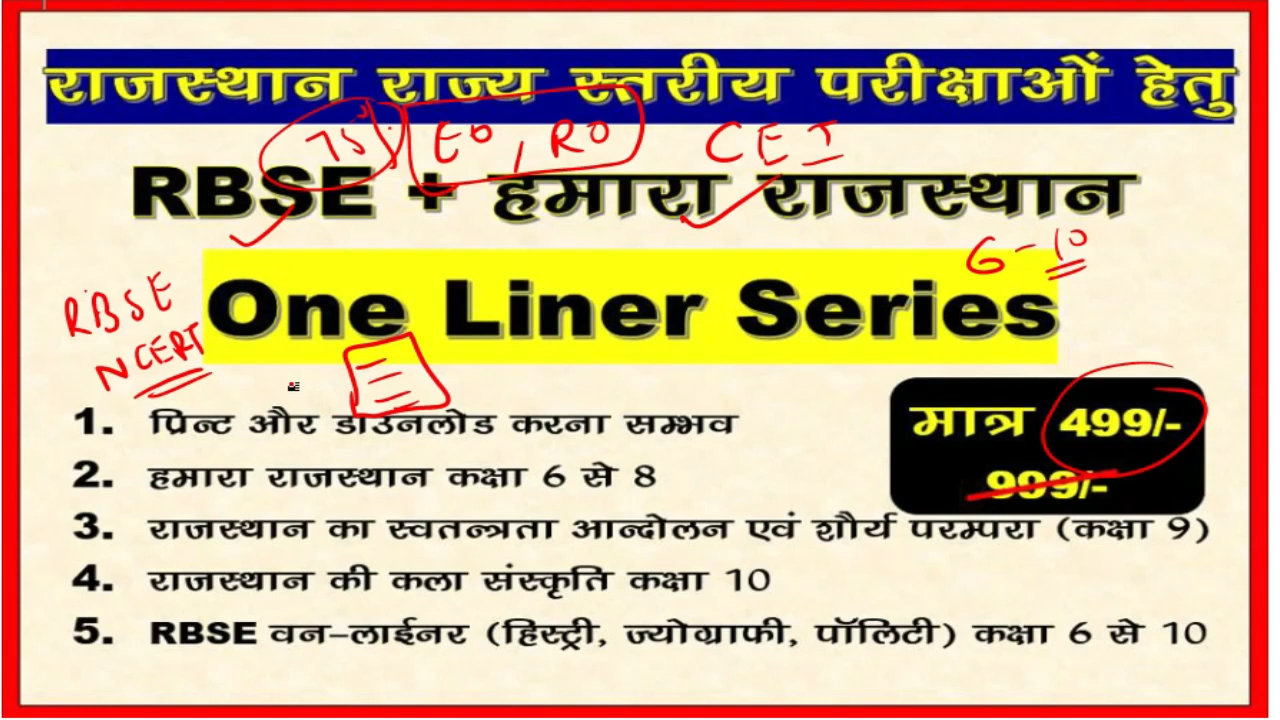 राजस्थान राज्य स्तरीय परीक्षाओं हेतु
75% EO, RO CET
RBSE + हमारा राजस्थान
6 - 10
RBSE
NCERT
One Liner Series
मात्र 499/-
999/-
1. प्रिन्ट और डाउनलोड करना सम्भव
2. हमारा राजस्थान कक्षा 6 से 8
3. राजस्थान का स्वतन्त्रता आन्दोलन एवं शौर्य परम्परा (कक्षा 9)
4. राजस्थान की कला संस्कृति कक्षा 10
5. RBSE वन–लाईनर (हिस्ट्री, ज्योग्राफी, पॉलिटी) कक्षा 6 से 10